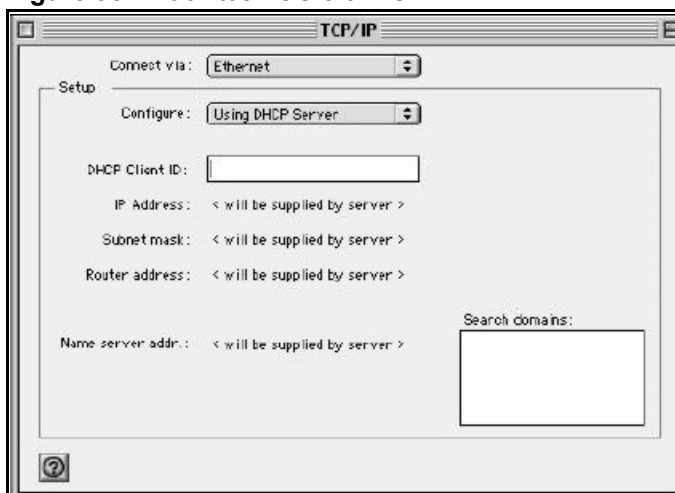 TCP/IP
Connect via: Ethernet
Setup
Configure: Using DHCP Server
DHCP Client ID:
IP Address: < will be supplied by server >
Subnet mask: < will be supplied by server >
Router address: < will be supplied by server >
Search domains:
Name server addr.: < will be supplied by server >
?